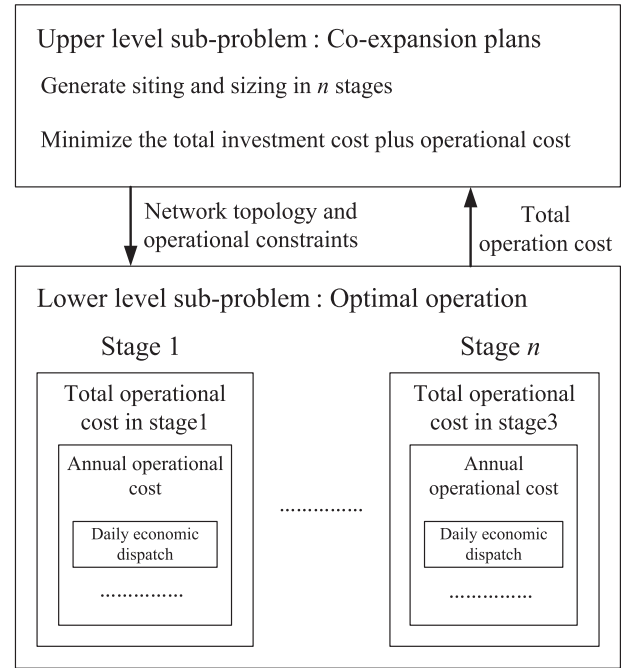 Upper level sub-problem : Co-expansion plans
Generate siting and sizing in n stages
Minimize the total investment cost plus operational cost
Network topology and
operational constraints
Total
operation cost
Lower level sub-problem : Optimal operation
Stage 1
Total operational
cost in stage1
Annual operational
cost
Daily economic
dispatch
...............
...............
Stage n
Total operational
cost in stage3
Annual
operational cost
Daily economic
dispatch
...............